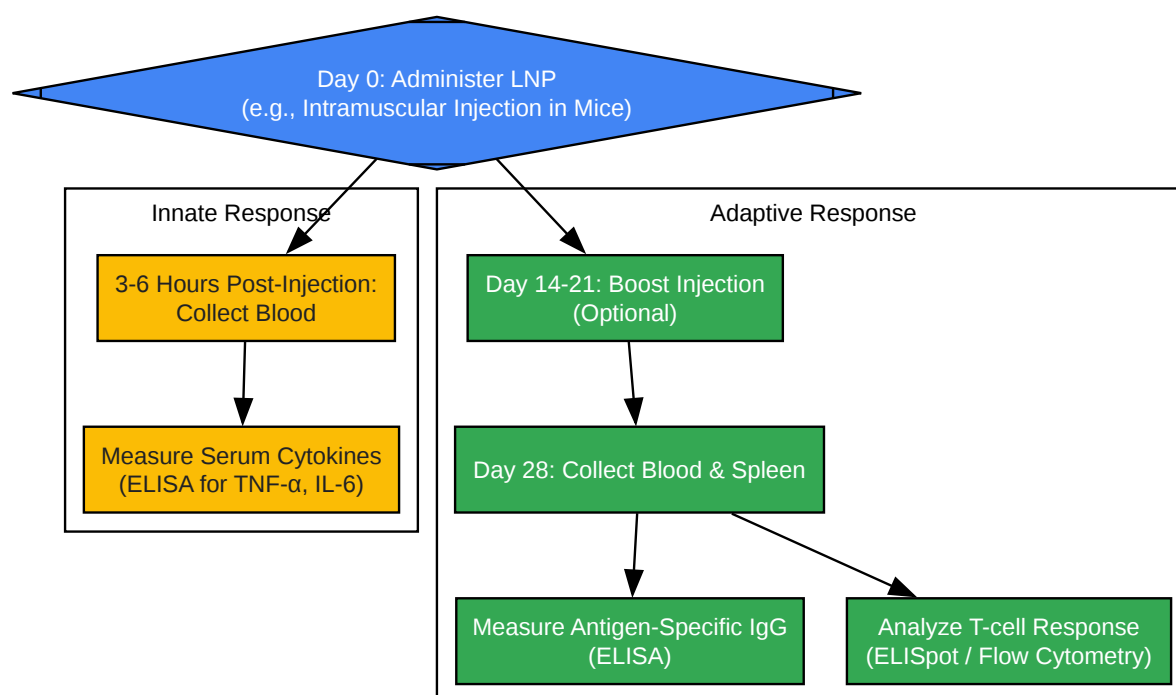 Day 0: Administer LNP
(e.g., Intramuscular Injection in Mice)
Innate Response
3-6 Hours Post-Injection:
Collect Blood
Measure Serum Cytokines
(ELISA for TNF-α, IL-6)
Adaptive Response
Day 14-21: Boost Injection
(Optional)
Day 28: Collect Blood & Spleen
Measure Antigen-Specific IgG
(ELISA)
Analyze T-cell Response
(ELISpot / Flow Cytometry)